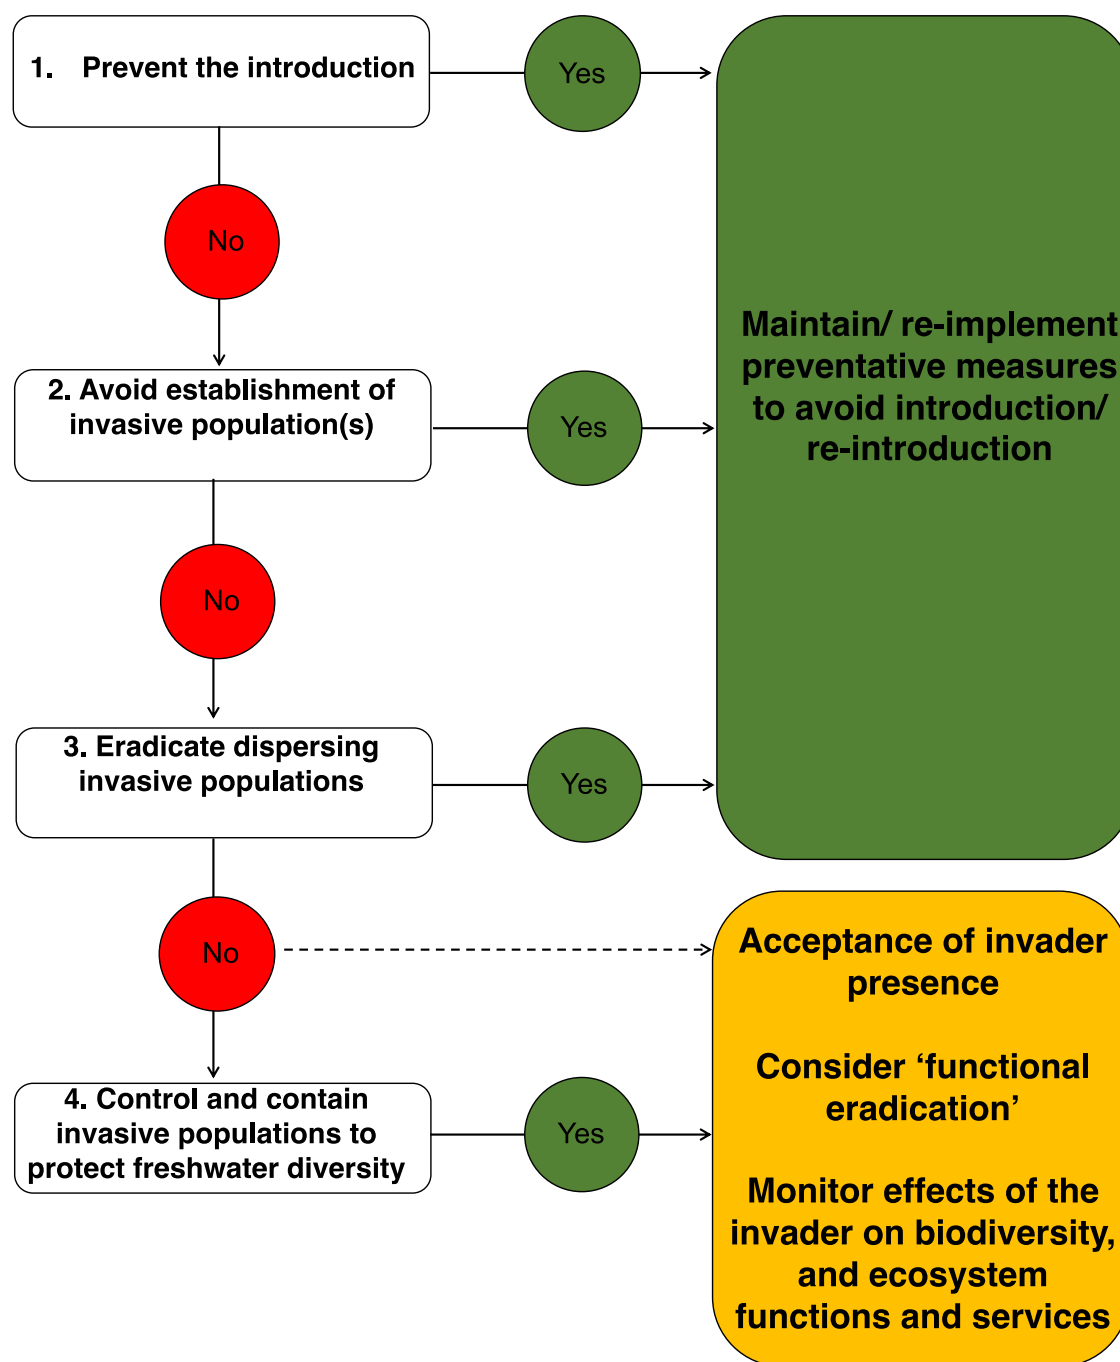 1. Prevent the introduction
Yes
No
2. Avoid establishment of
invasive population(s)
Yes
Maintain/ re-implement
preventative measures
to avoid introduction/
re-introduction
No
3. Eradicate dispersing
invasive populations
Yes
No
Acceptance of invader
presence
Consider ‘functional
eradication’
Monitor effects of the
invader on biodiversity,
and ecosystem
functions and services
4. Control and contain
invasive populations to
protect freshwater diversity
Yes